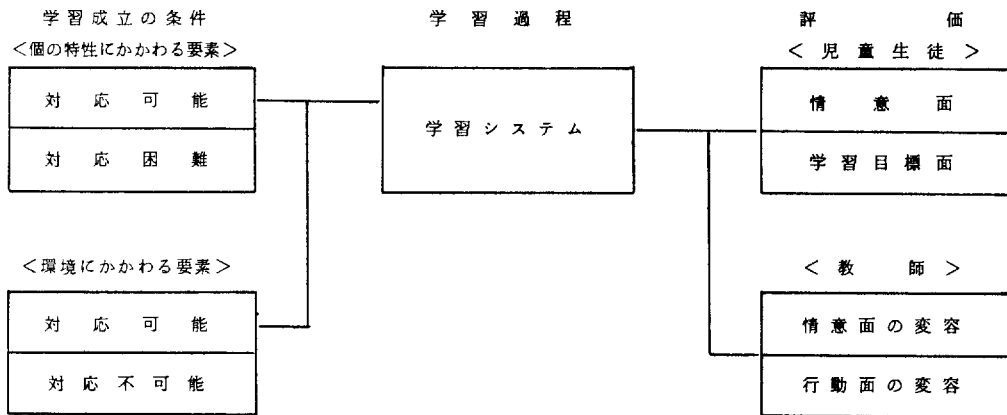 学習成立の条件
＜個の特性にかかわる要素＞
対応可能
対応困難
＜環境にかかわる要素＞
対応可能
対応不可能
学習過程
学習システム
評価
＜児童生徒＞
情意面
学習目標面
＜教師＞
情意面の変容
行動面の変容